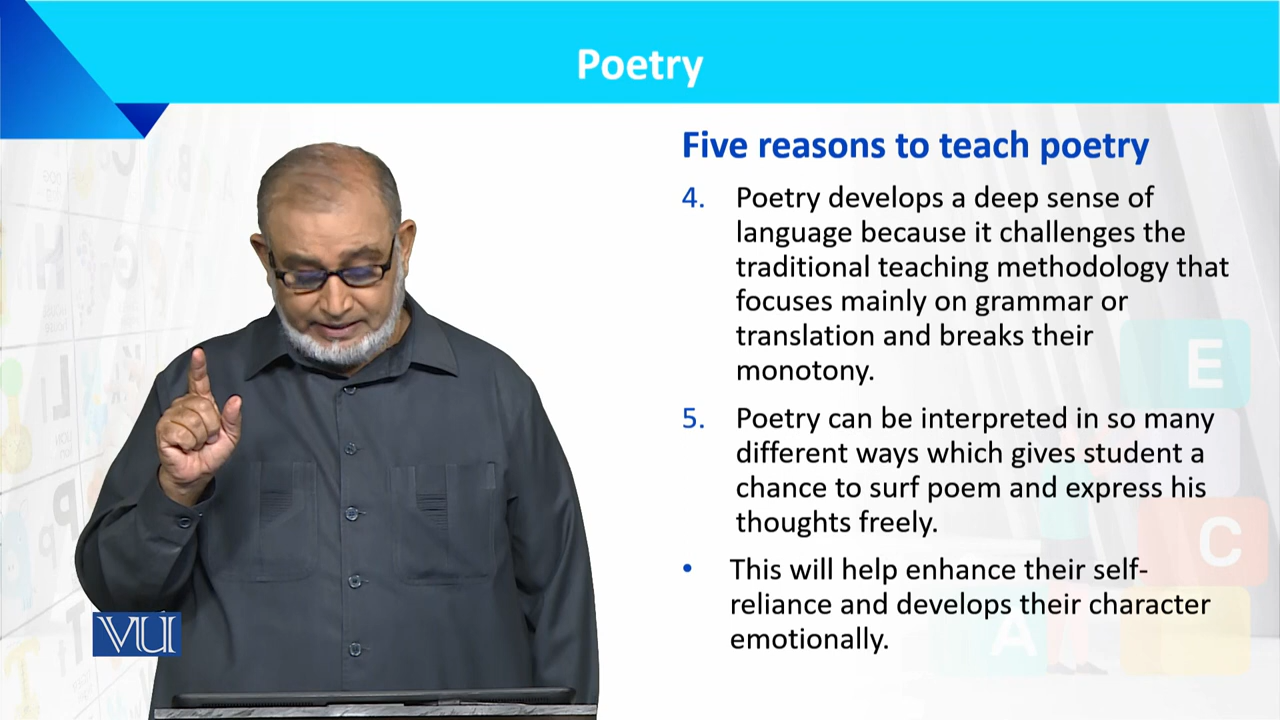 Poetry
Five reasons to teach poetry
4. Poetry develops a deep sense of
language because it challenges the
traditional teaching methodology that
focuses mainly on grammar or
translation and breaks their
monotony.
5. Poetry can be interpreted in so many
different ways which gives student a
chance to surf poem and express his
thoughts freely.
• This will help enhance their self-
reliance and develops their character
emotionally.
VU
E
C
A